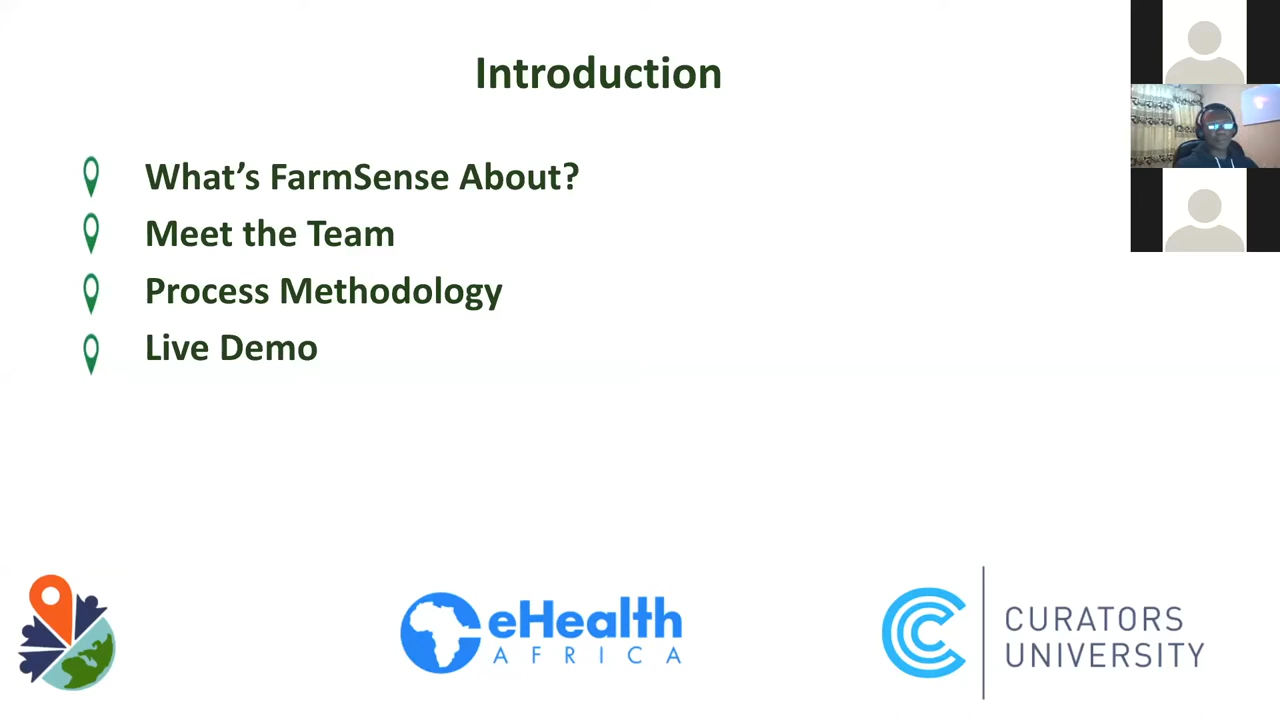 Introduction
What’s FarmSense About?
Meet the Team
Process Methodology
Live Demo
eHealth
AFRICA
CURATORS
UNIVERSITY